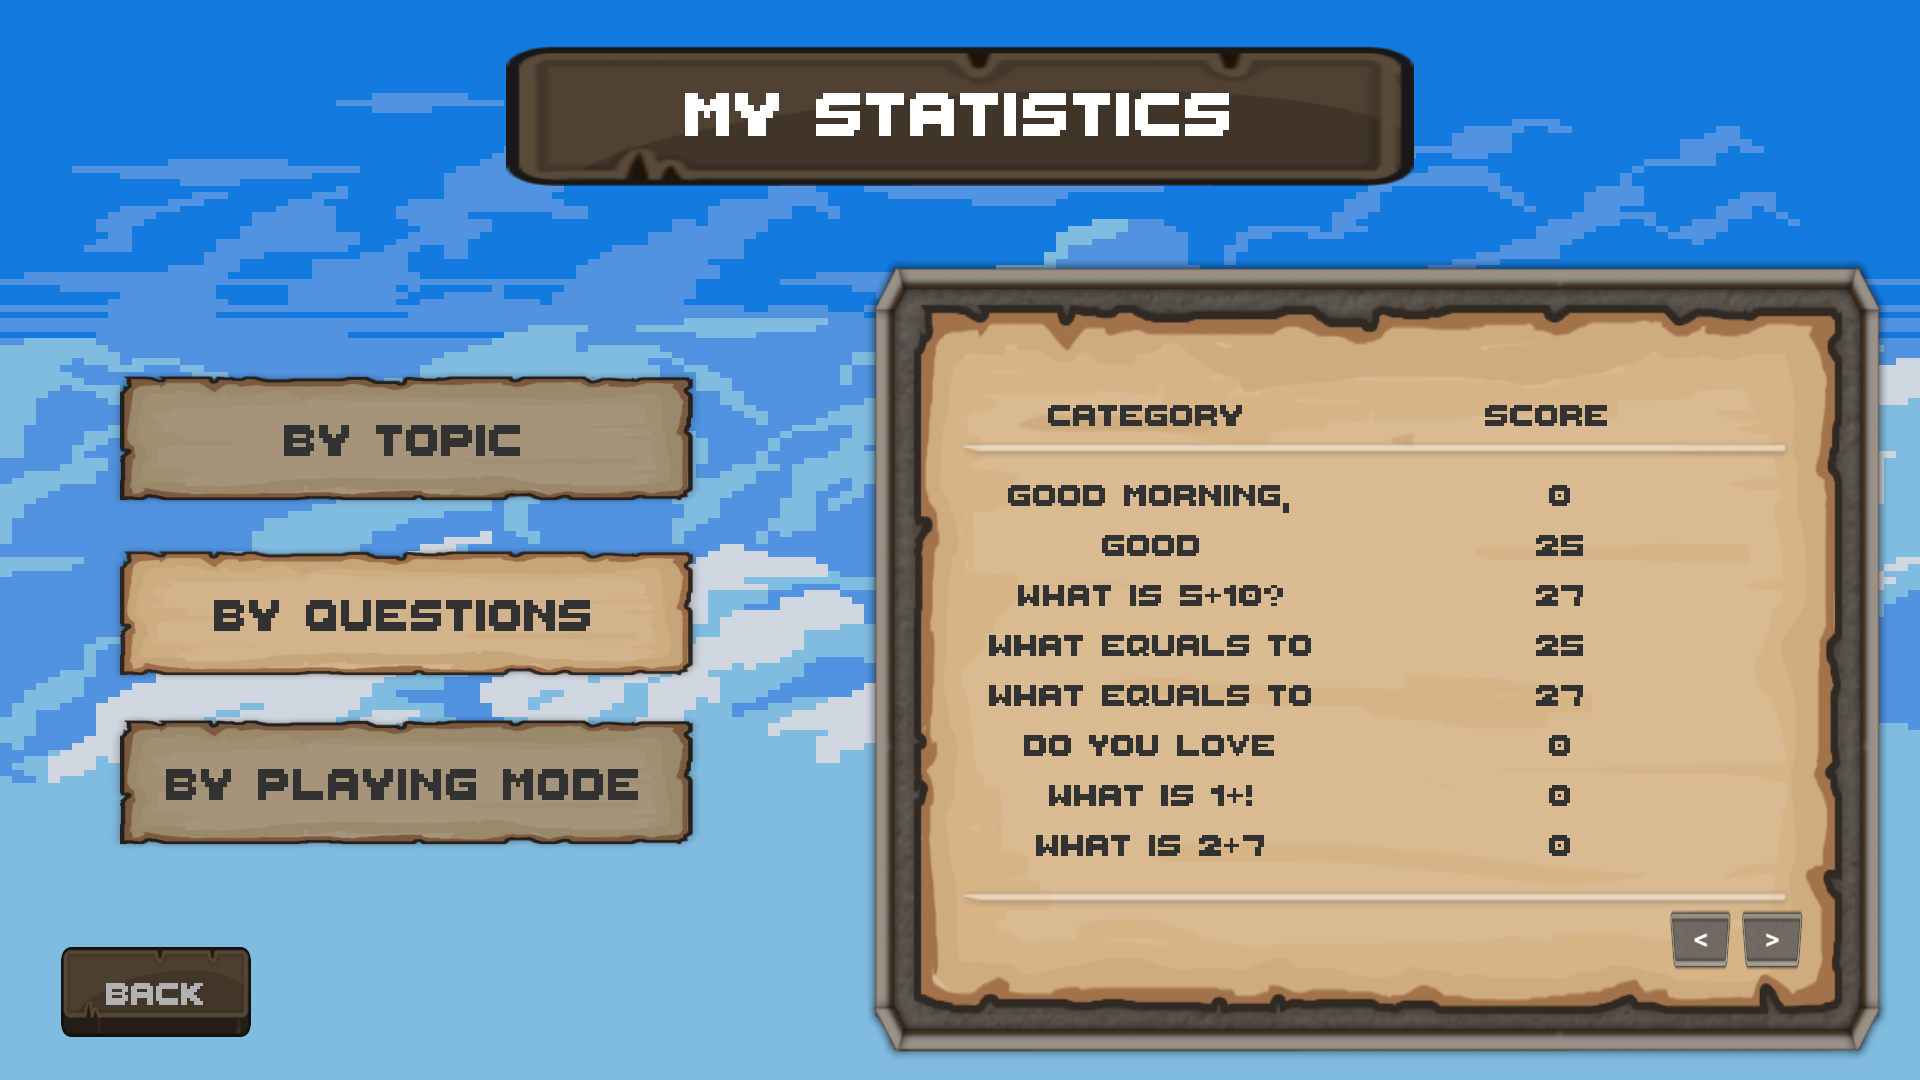 MY STATISTICS
BY TOPIC
BY QUESTIONS
BY PLAYING MODE
BACK
CATEGORY SCORE
GOOD MORNING, 0
GOOD 25
WHAT IS 5+10? 27
WHAT EQUALS TO 25
WHAT EQUALS TO 27
DO YOU LOVE 0
WHAT IS 1+! 0
WHAT IS 2+7 0
< >